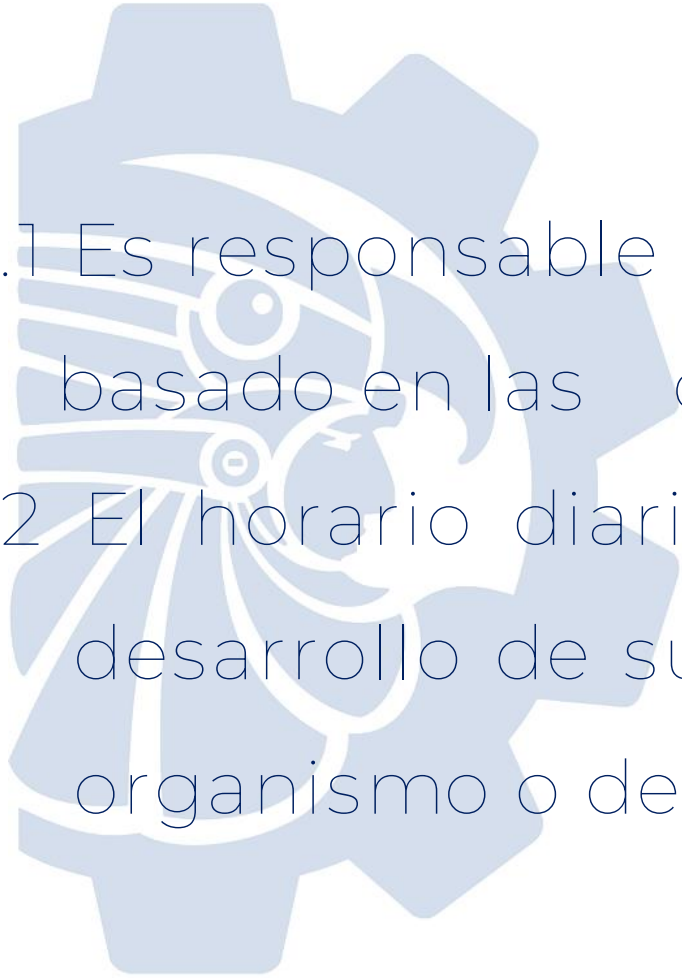 .1 Es responsable
basado en las
2 El horario diari
desarrollo de su
organismo o de